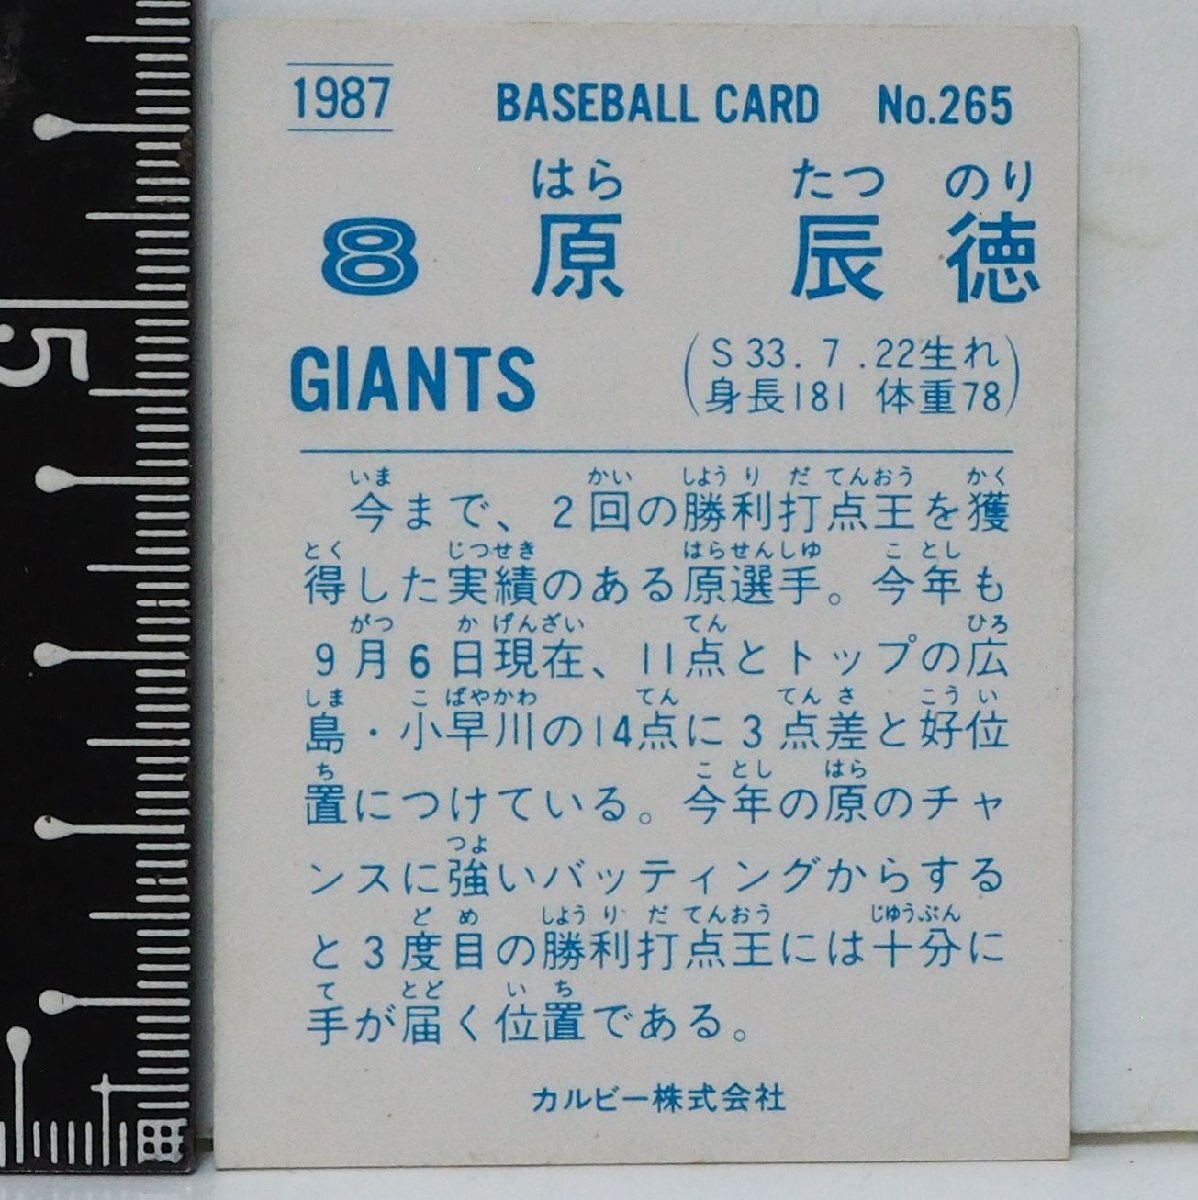 1987 BASEBALL CARD No.265
はら たつ のり
8 原 辰 徳
GIANTS
(S33.7.22生れ
身長181 体重78)
いま かい しょう り だ てんおう かく
今まで、2回の勝利打点王を獲
とく じつせき はらせんしゆ こ とし
得した実績のある原選手。今年も
がつ か げんざい てん ひろ
9月6日現在、11点とトップの広
しま こ ばやかわ てん てん さ こう い
島・小早川の14点に3点差と好位
ち こ とし はら
置につけている。今年の原のチャ
つよ
ンスに強いバッティングからする
ど め しょう り だ てんおう じゅうぶん
と3度目の勝利打点王には十分に
て とど い ち
手が届く位置である。
カルビー株式会社
5